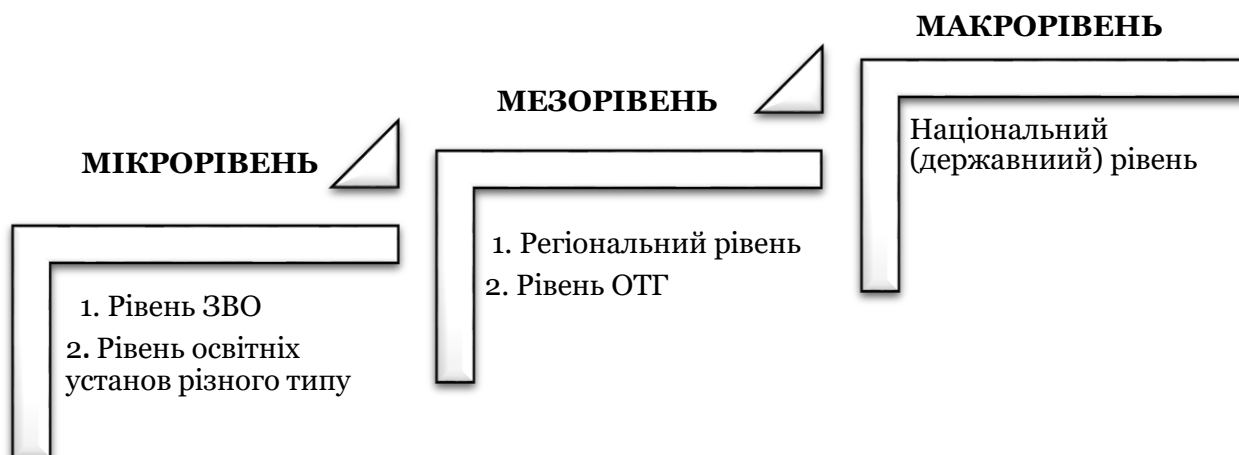 МІКРОРІВЕНЬ
1. Рівень ЗВО
2. Рівень освітніх
установ різного типу
МЕЗОРІВЕНЬ
1. Регіональний рівень
2. Рівень ОТГ
МАКРОРІВЕНЬ
Національний
(державниий) рівень